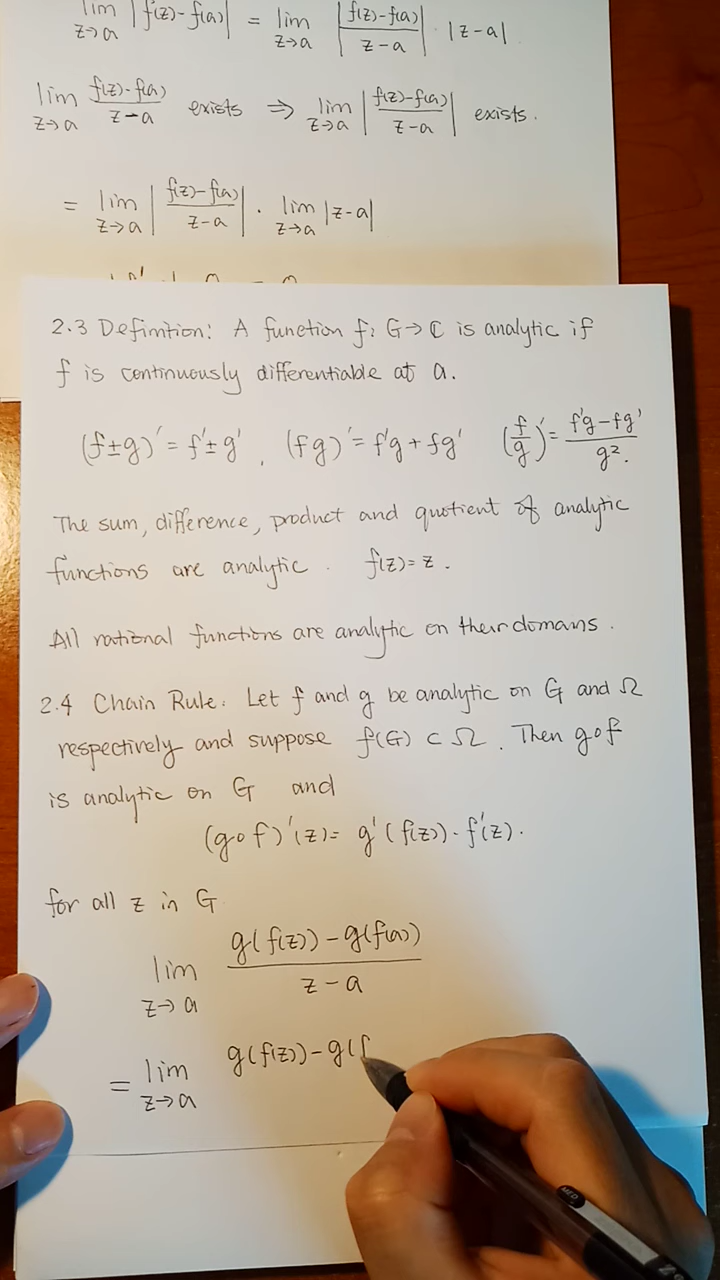 lim z→a |f(z)-f(a)| = lim z→a |f(z)-f(a) / z-a| · |z-a|
lim z→a f(z)-f(a) / z-a exists ⇒ lim z→a |f(z)-f(a) / z-a| exists.
= lim z→a |f(z)-f(a) / z-a| · lim z→a |z-a|
2.3 Defimtion: A function f: G→ℂ is analytic if
f is continuously differentiable at a.
(f±g)' = f'±g' , (fg)' = f'g + fg' (f/g)' = f'g-fg' / g².
The sum, difference, product and quotient of analytic
functions are analytic. f(z)=z.
All rational functions are analytic on their domains.
2.4 Chain Rule: Let f and g be analytic on G and Ω
respectively and suppose f(G) ⊂ Ω. Then g∘f
is analytic on G and
(g∘f)'(z) = g'(f(z)) · f'(z).
for all z in G
lim z→a g(f(z)) - g(f(a)) / z-a
= lim z→a g(f(z)) - g(f